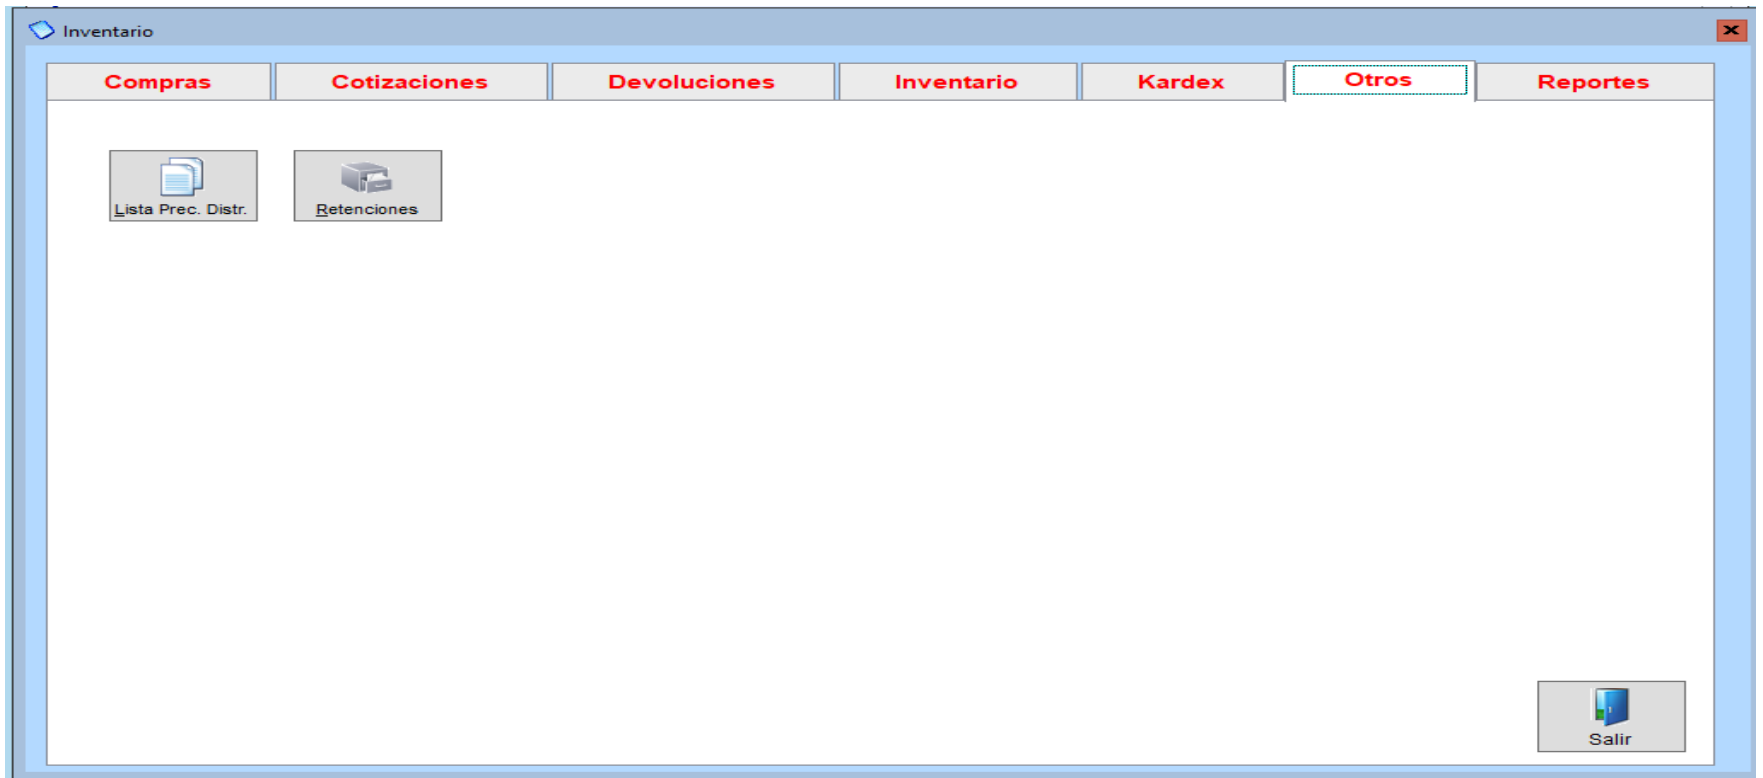 Inventario
Compras Cotizaciones Devoluciones Inventario Kardex Otros Reportes
Lista Prec. Distr. Retenciones
Salir